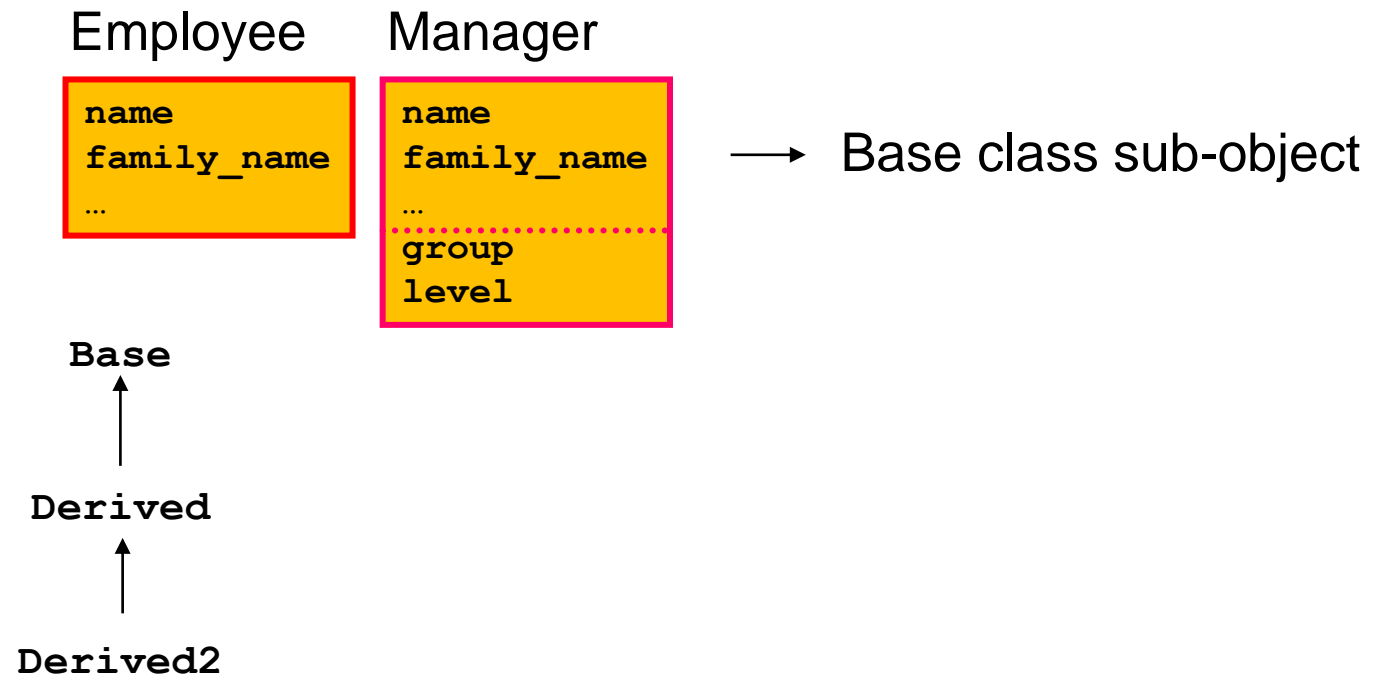 Employee
Manager
name
family_name
…
name
family_name
…
group
level
Base class sub-object
Base
Derived
Derived2